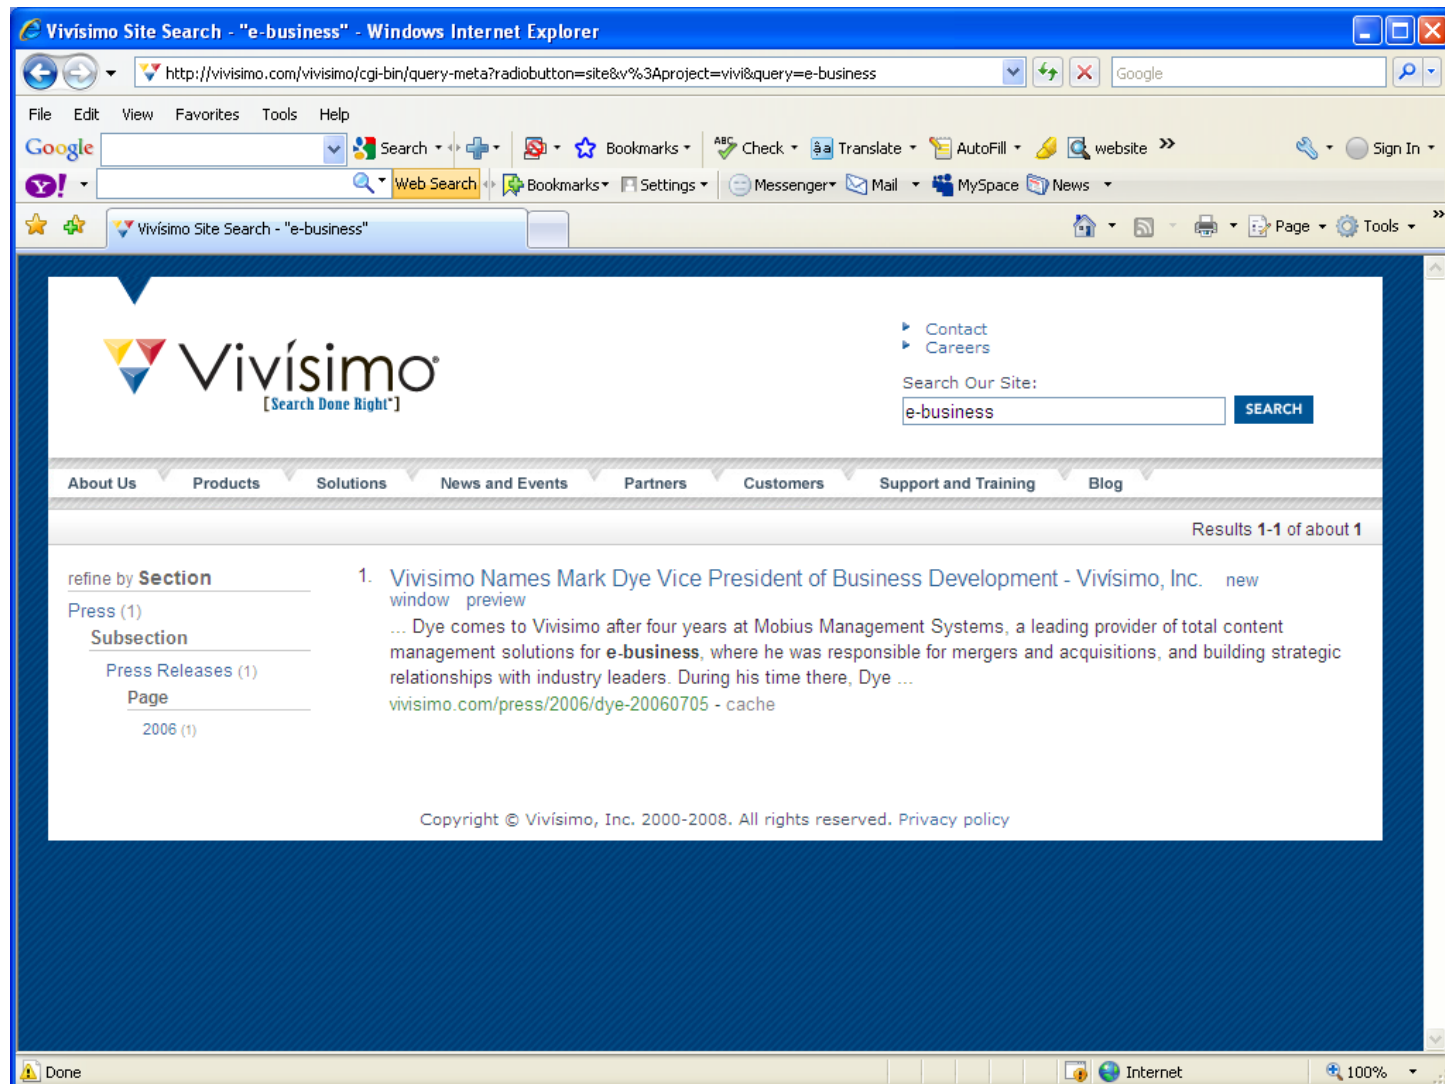 Vivísimo Site Search - "e-business" - Windows Internet Explorer
http://vivisimo.com/vivisimo/cgi-bin/query-meta?radiobutton=site&v%3Aproject=vivi&query=e-business
Google
File Edit View Favorites Tools Help
Google Search Bookmarks ABC Check āa Translate AutoFill website » Sign In
Y! Web Search Bookmarks Settings Messenger Mail MySpace News
Vivísimo Site Search - "e-business" Page Tools »
Contact
Careers
Vivísimo®
[Search Done Right™]
Search Our Site:
e-business SEARCH
About Us Products Solutions News and Events Partners Customers Support and Training Blog
Results 1-1 of about 1
refine by Section
Press (1)
Subsection
Press Releases (1)
Page
2006 (1)
1. Vivisimo Names Mark Dye Vice President of Business Development - Vivísimo, Inc. new
window preview
... Dye comes to Vivisimo after four years at Mobius Management Systems, a leading provider of total content
management solutions for e-business, where he was responsible for mergers and acquisitions, and building strategic
relationships with industry leaders. During his time there, Dye ...
vivisimo.com/press/2006/dye-20060705 - cache
Copyright © Vivísimo, Inc. 2000-2008. All rights reserved. Privacy policy
Done Internet 100%